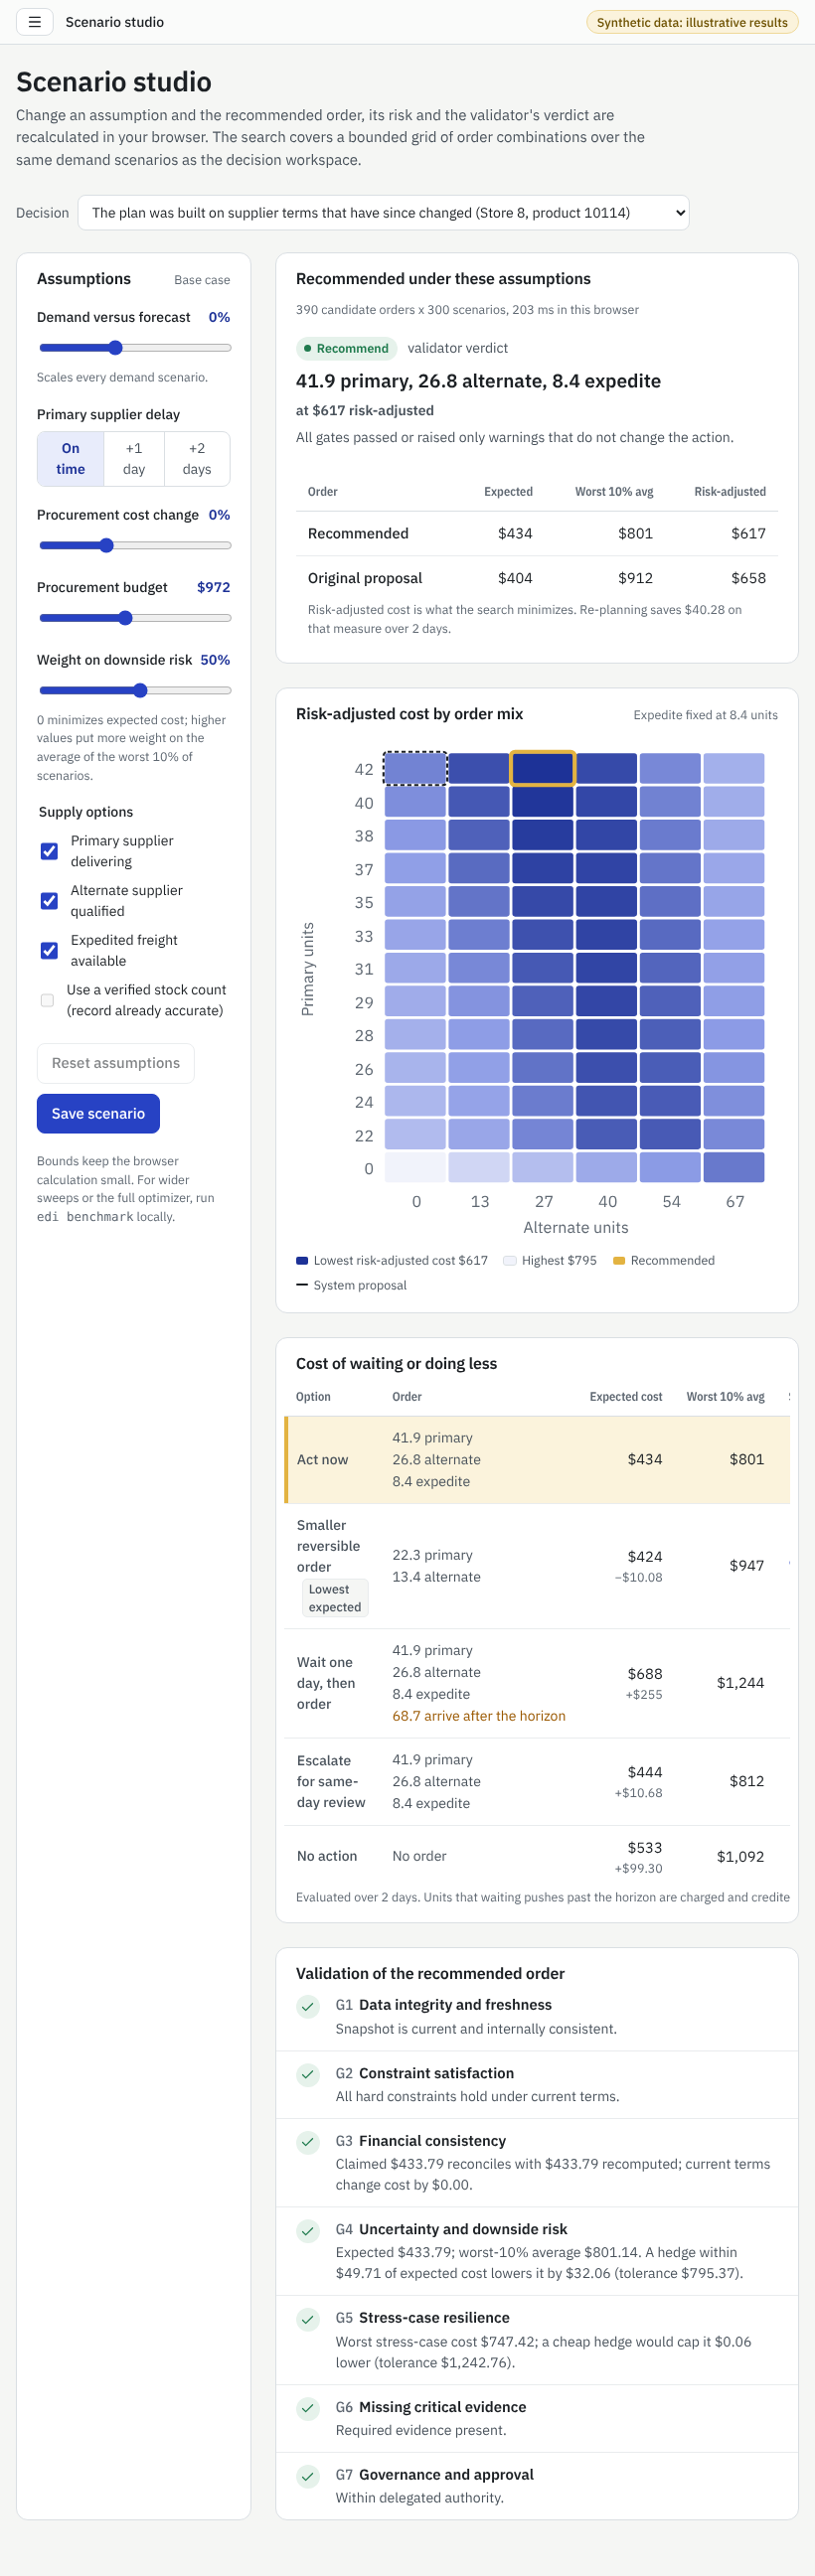 ☰ Scenario studio Synthetic data: illustrative results
Scenario studio
Change an assumption and the recommended order, its risk and the validator's verdict are
recalculated in your browser. The search covers a bounded grid of order combinations over the
same demand scenarios as the decision workspace.
Decision The plan was built on supplier terms that have since changed (Store 8, product 10114)
Assumptions Base case
Demand versus forecast 0%
Scales every demand scenario.
Primary supplier delay
On time +1 day +2 days
Procurement cost change 0%
Procurement budget $972
Weight on downside risk 50%
0 minimizes expected cost; higher
values put more weight on the
average of the worst 10% of
scenarios.
Supply options
Primary supplier
delivering
Alternate supplier
qualified
Expedited freight
available
Use a verified stock count
(record already accurate)
Reset assumptions
Save scenario
Bounds keep the browser
calculation small. For wider
sweeps or the full optimizer, run
edi benchmark locally.
Recommended under these assumptions
390 candidate orders x 300 scenarios, 203 ms in this browser
Recommend validator verdict
41.9 primary, 26.8 alternate, 8.4 expedite
at $617 risk-adjusted
All gates passed or raised only warnings that do not change the action.
Order Expected Worst 10% avg Risk-adjusted
Recommended $434 $801 $617
Original proposal $404 $912 $658
Risk-adjusted cost is what the search minimizes. Re-planning saves $40.28 on
that measure over 2 days.
Risk-adjusted cost by order mix Expedite fixed at 8.4 units
Primary units
42
40
38
37
35
33
31
29
28
26
24
22
0
0 13 27 40 54 67
Alternate units
Lowest risk-adjusted cost $617 Highest $795 Recommended
System proposal
Cost of waiting or doing less
Option Order Expected cost Worst 10% avg
Act now
41.9 primary
26.8 alternate
8.4 expedite
$434 $801
Smaller
reversible
order
Lowest
expected
22.3 primary
13.4 alternate
$424
−$10.08
$947
Wait one
day, then
order
41.9 primary
26.8 alternate
8.4 expedite
68.7 arrive after the horizon
$688
+$255
$1,244
Escalate
for same-
day review
41.9 primary
26.8 alternate
8.4 expedite
$444
+$10.68
$812
No action No order
$533
+$99.30
$1,092
Evaluated over 2 days. Units that waiting pushes past the horizon are charged and credite
Validation of the recommended order
G1 Data integrity and freshness
Snapshot is current and internally consistent.
G2 Constraint satisfaction
All hard constraints hold under current terms.
G3 Financial consistency
Claimed $433.79 reconciles with $433.79 recomputed; current terms
change cost by $0.00.
G4 Uncertainty and downside risk
Expected $433.79; worst-10% average $801.14. A hedge within
$49.71 of expected cost lowers it by $32.06 (tolerance $795.37).
G5 Stress-case resilience
Worst stress-case cost $747.42; a cheap hedge would cap it $0.06
lower (tolerance $1,242.76).
G6 Missing critical evidence
Required evidence present.
G7 Governance and approval
Within delegated authority.